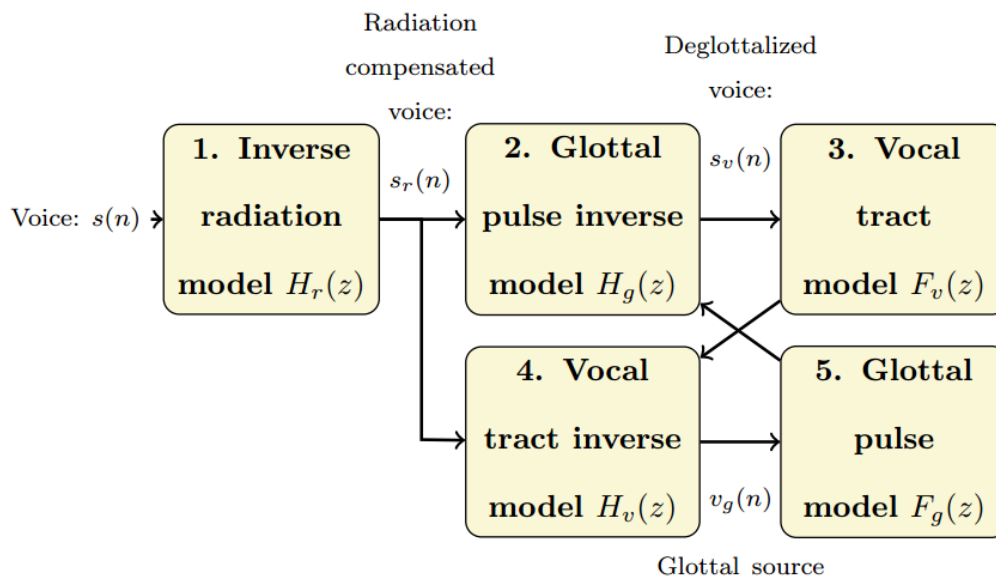 Radiation
compensated
voice:
Deglottalized
voice:
Voice: s(n)
1. Inverse
radiation
model H_r(z)
s_r(n)
2. Glottal
pulse inverse
model H_g(z)
s_v(n)
3. Vocal
tract
model F_v(z)
4. Vocal
tract inverse
model H_v(z)
v_g(n)
5. Glottal
pulse
model F_g(z)
Glottal source